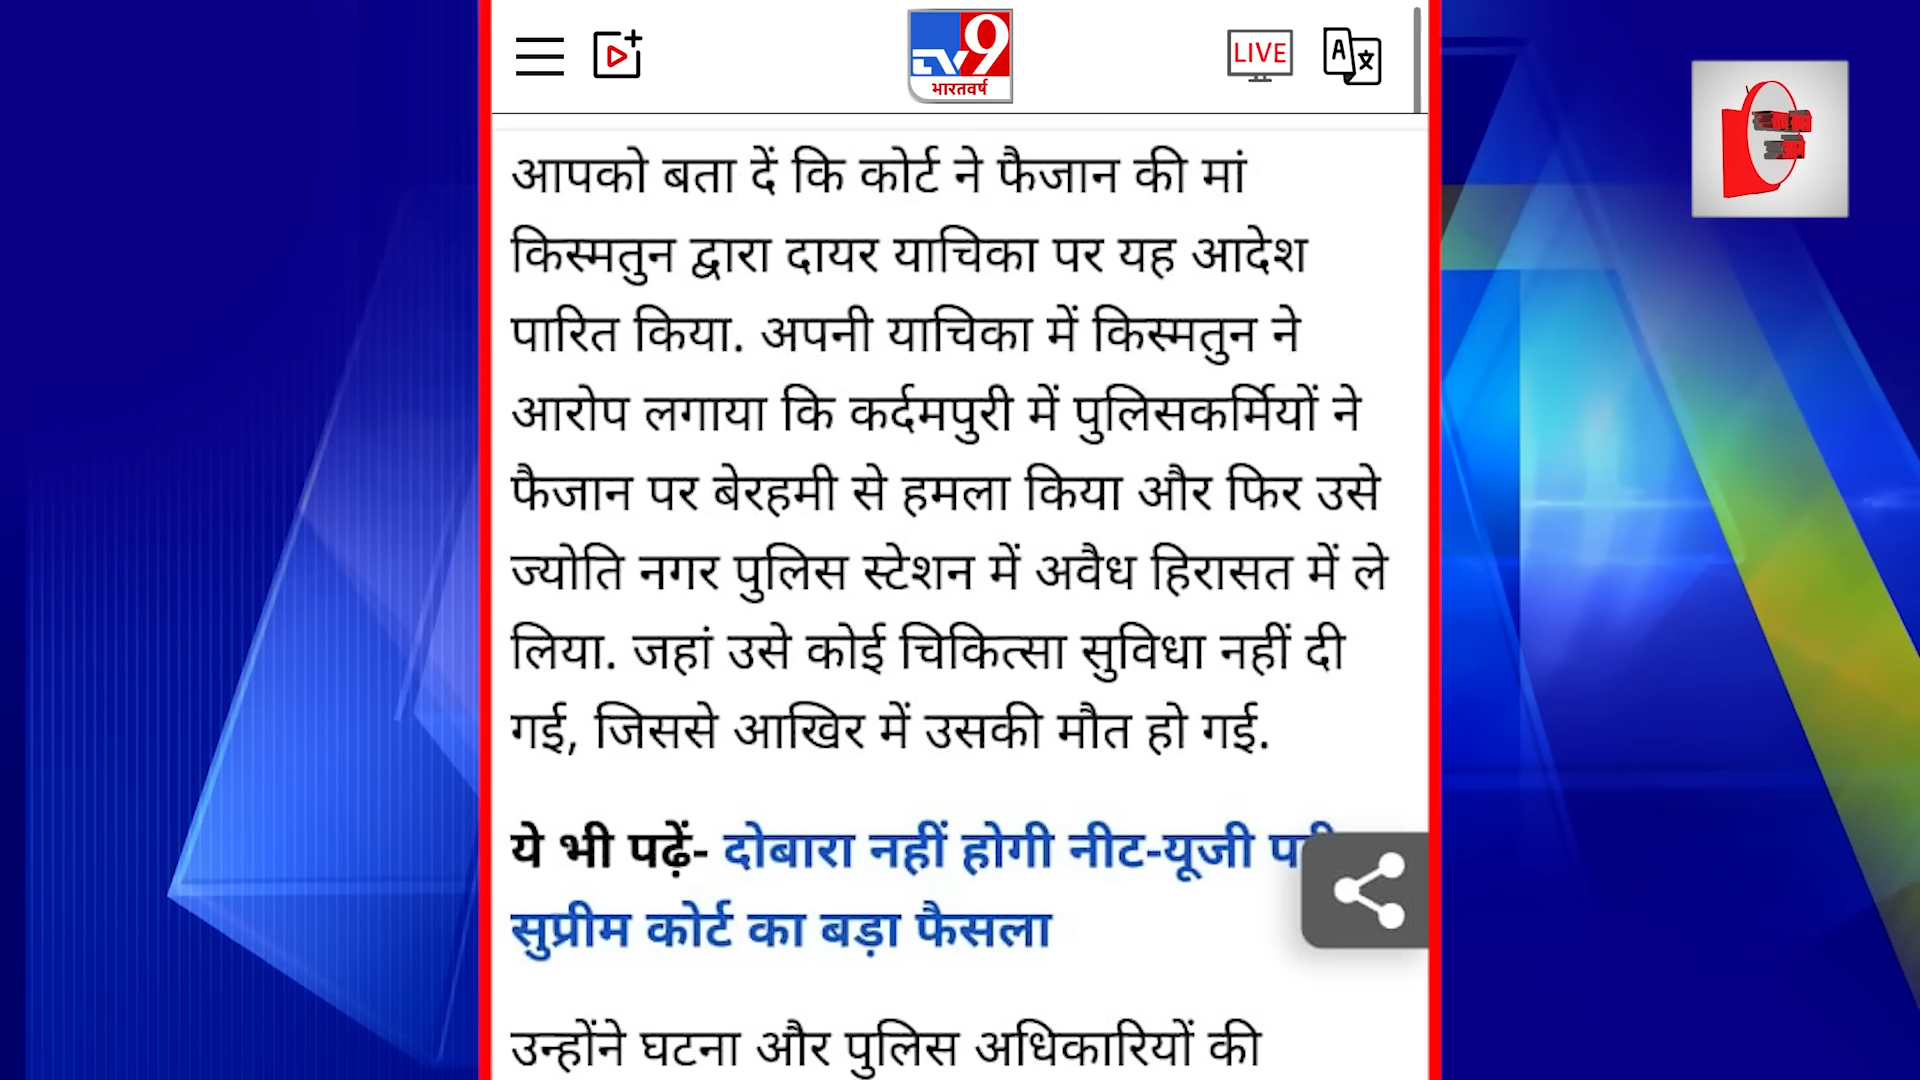 TV9
भारतवर्ष
LIVE
आपको बता दें कि कोर्ट ने फैजान की मां
किस्मतुन द्वारा दायर याचिका पर यह आदेश
पारित किया. अपनी याचिका में किस्मतुन ने
आरोप लगाया कि कर्दमपुरी में पुलिसकर्मियों ने
फैजान पर बेरहमी से हमला किया और फिर उसे
ज्योति नगर पुलिस स्टेशन में अवैध हिरासत में ले
लिया. जहां उसे कोई चिकित्सा सुविधा नहीं दी
गई, जिससे आखिर में उसकी मौत हो गई.
ये भी पढ़ें- दोबारा नहीं होगी नीट-यूजी
सुप्रीम कोर्ट का बड़ा फैसला
उन्होंने घटना और पुलिस अधिकारियों की